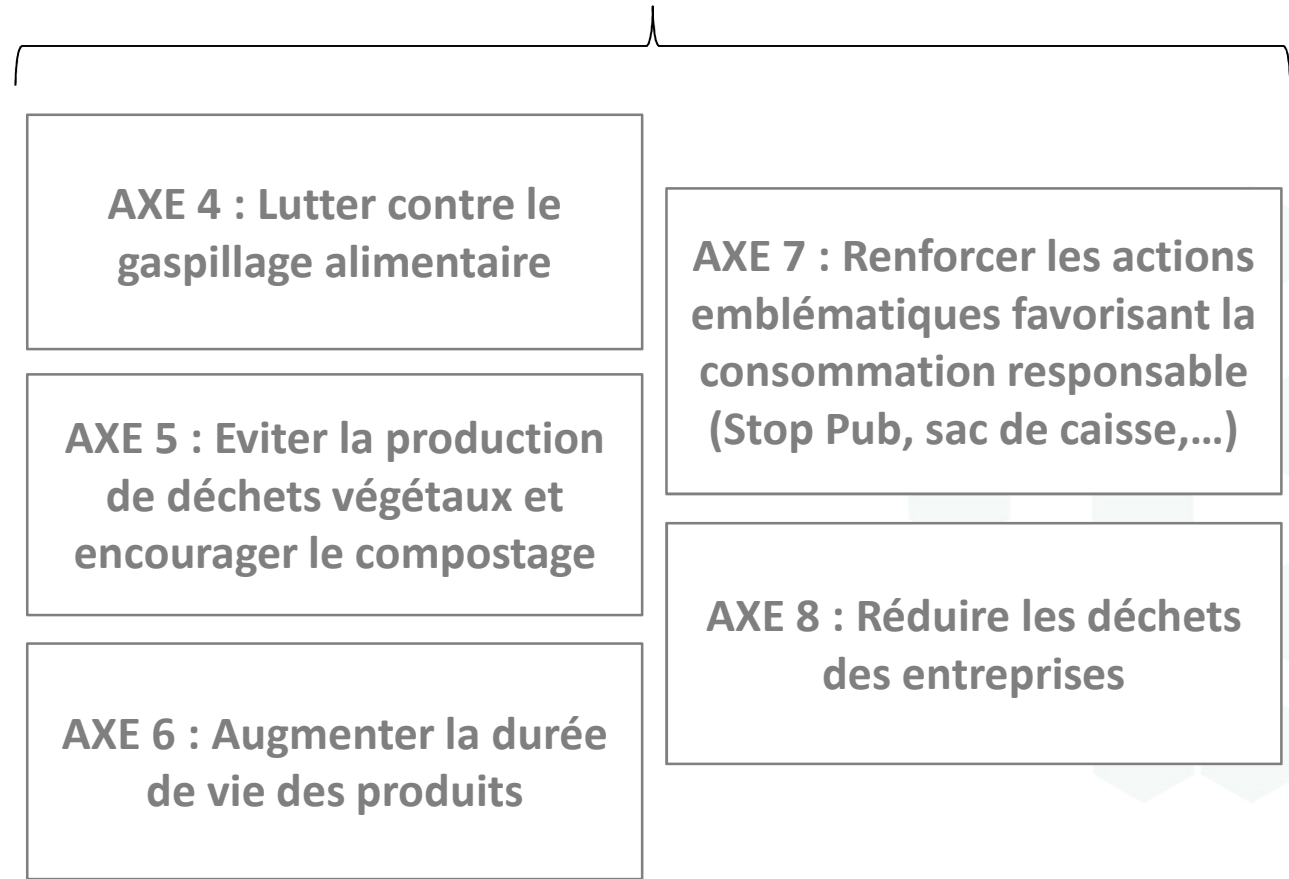 AXE 4 : Lutter contre le
gaspillage alimentaire
AXE 5 : Eviter la production
de déchets végétaux et
encourager le compostage
AXE 6 : Augmenter la durée
de vie des produits
AXE 7 : Renforcer les actions
emblématiques favorisant la
consommation responsable
(Stop Pub, sac de caisse,…)
AXE 8 : Réduire les déchets
des entreprises